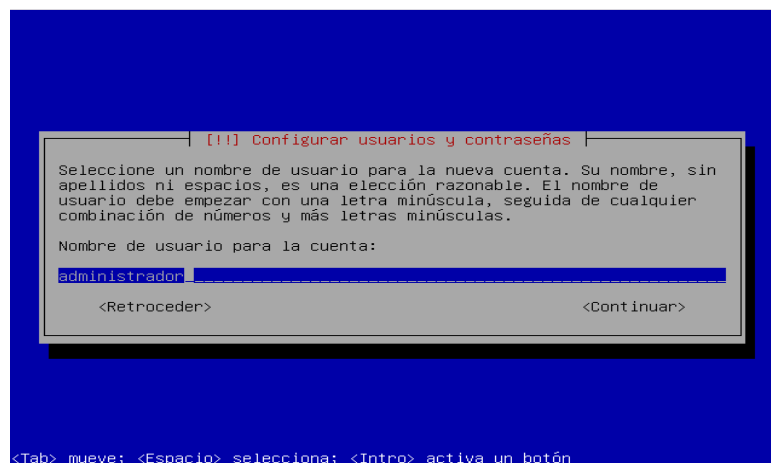 [!!] Configurar usuarios y contraseñas
Seleccione un nombre de usuario para la nueva cuenta. Su nombre, sin
apellidos ni espacios, es una elección razonable. El nombre de
usuario debe empezar con una letra minúscula, seguida de cualquier
combinación de números y más letras minúsculas.
Nombre de usuario para la cuenta:
administrador
<Retroceder> <Continuar>
<Tab> mueve; <Espacio> selecciona; <Intro> activa un botón